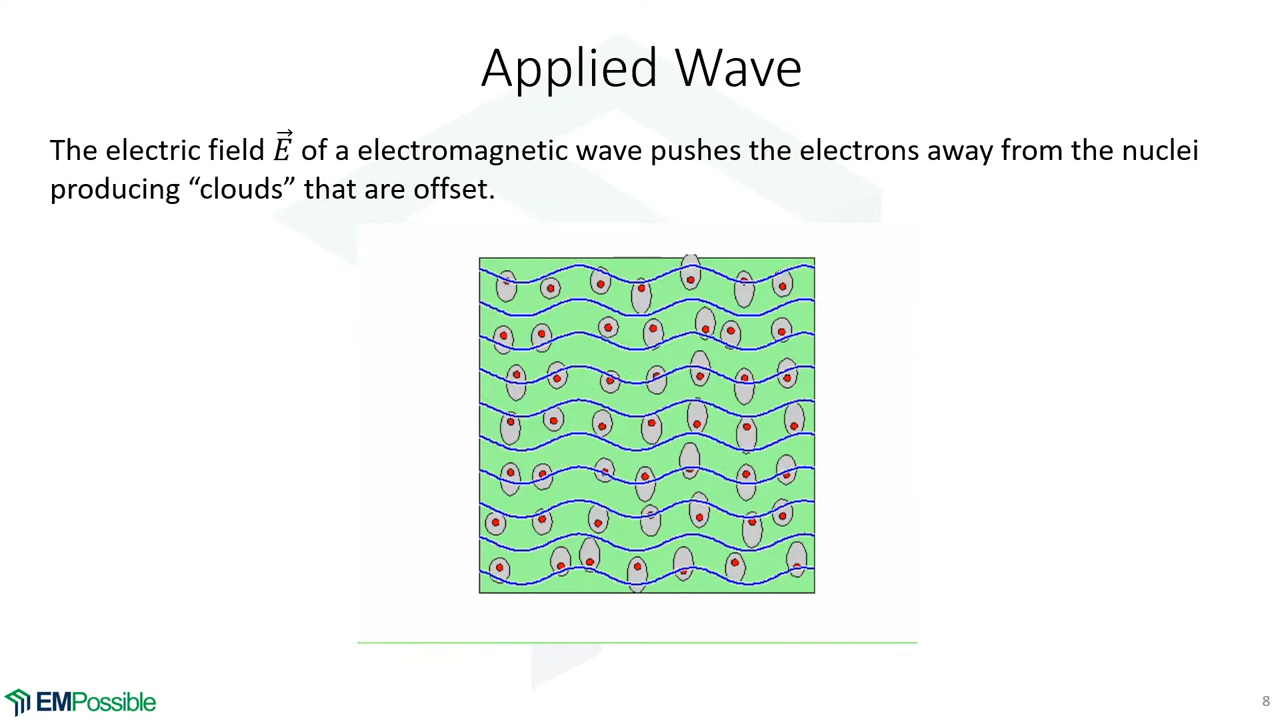 Applied Wave
The electric field $\vec{E}$ of a electromagnetic wave pushes the electrons away from the nuclei
producing “clouds” that are offset.
EMPossible
8